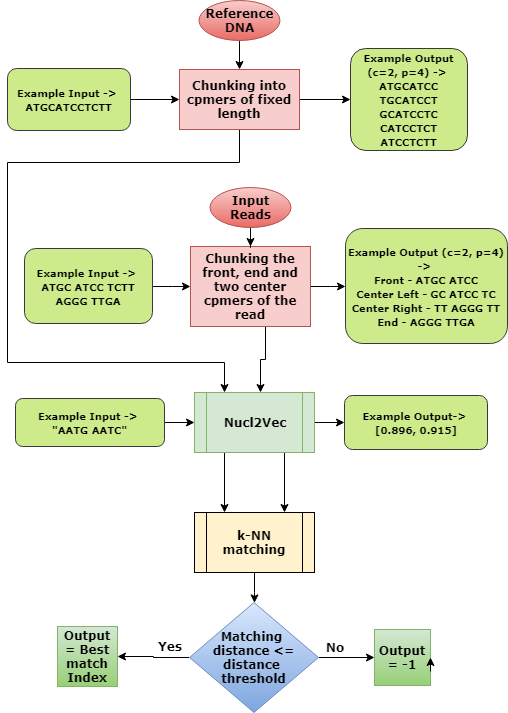 Reference
DNA
Example Input ->
ATGCATCCTCTT
Chunking into
cpmers of fixed
length
Example Output
(c=2, p=4) ->
ATGCATCC
TGCATCCT
GCATCCTC
CATCCTCT
ATCCTCTT
Input
Reads
Example Input ->
ATGC ATCC TCTT
AGGG TTGA
Chunking the
front, end and
two center
cpmers of the
read
Example Output (c=2, p=4)
->
Front - ATGC ATCC
Center Left - GC ATCC TC
Center Right - TT AGGG TT
End - AGGG TTGA
Example Input ->
"AATG AATC"
Nucl2Vec
Example Output->
[0.896, 0.915]
k-NN
matching
Matching
distance <=
distance
threshold
Yes
No
Output
= Best
match
Index
Output
= -1